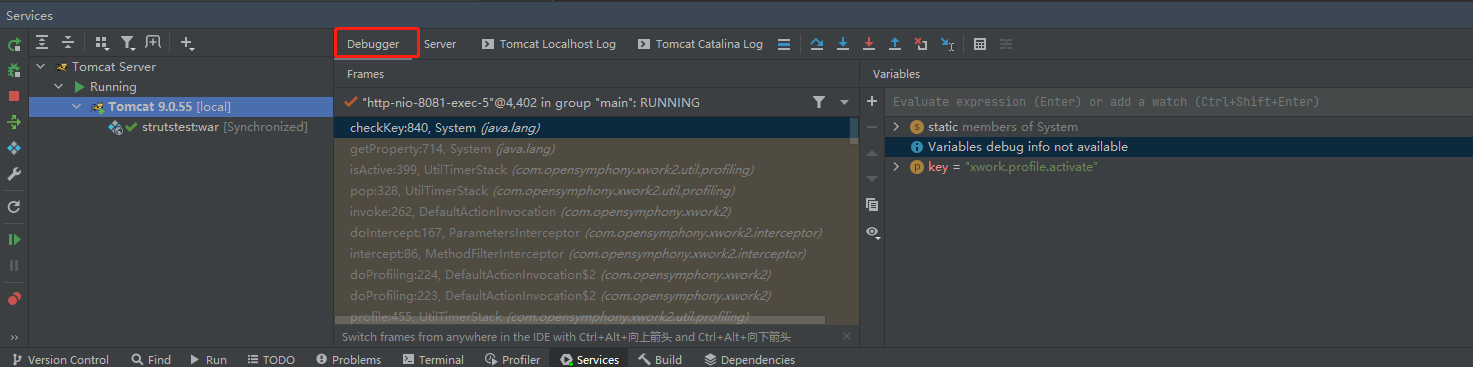 Services
Debugger
Server
Tomcat Localhost Log
Tomcat Catalina Log
Tomcat Server
Running
Tomcat 9.0.55 [local]
strutstest:war [Synchronized]
Frames
"http-nio-8081-exec-5"@4,402 in group "main": RUNNING
checkKey:840, System (java.lang)
getProperty:714, System (java.lang)
isActive:399, UtilTimerStack (com.opensymphony.xwork2.util.profiling)
pop:328, UtilTimerStack (com.opensymphony.xwork2.util.profiling)
invoke:262, DefaultActionInvocation (com.opensymphony.xwork2)
doIntercept:167, ParametersInterceptor (com.opensymphony.xwork2.interceptor)
intercept:86, MethodFilterInterceptor (com.opensymphony.xwork2.interceptor)
doProfiling:224, DefaultActionInvocation$2 (com.opensymphony.xwork2)
doProfiling:223, DefaultActionInvocation$2 (com.opensymphony.xwork2)
profile:455, UtilTimerStack (com.opensymphony.xwork2.util.profiling)
Switch frames from anywhere in the IDE with Ctrl+Alt+向上箭头 and Ctrl+Alt+向下箭头
Variables
Evaluate expression (Enter) or add a watch (Ctrl+Shift+Enter)
s static members of System
Variables debug info not available
p key = "xwork.profile.activate"
Version Control
Find
Run
TODO
Problems
Terminal
Profiler
Services
Build
Dependencies